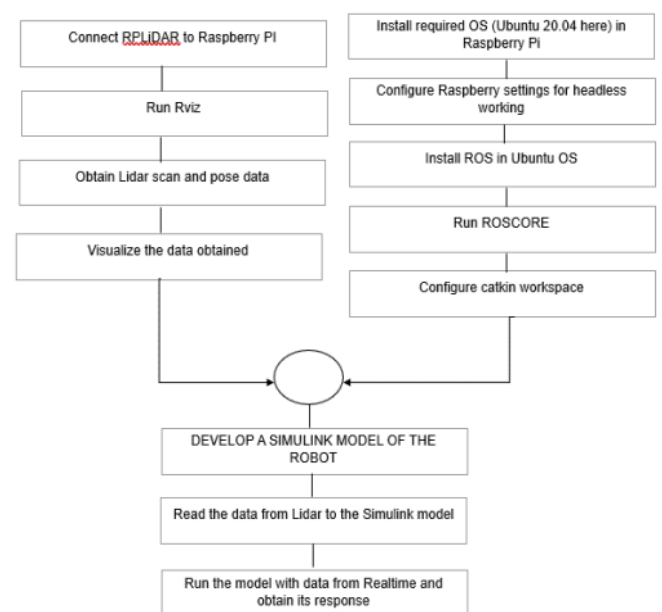 Connect RPLiDAR to Raspberry PI
Run Rviz
Obtain Lidar scan and pose data
Visualize the data obtained
Install required OS (Ubuntu 20.04 here) in
Raspberry Pi
Configure Raspberry settings for headless
working
Install ROS in Ubuntu OS
Run ROSCORE
Configure catkin workspace
DEVELOP A SIMULINK MODEL OF THE
ROBOT
Read the data from Lidar to the Simulink model
Run the model with data from Realtime and
obtain its response